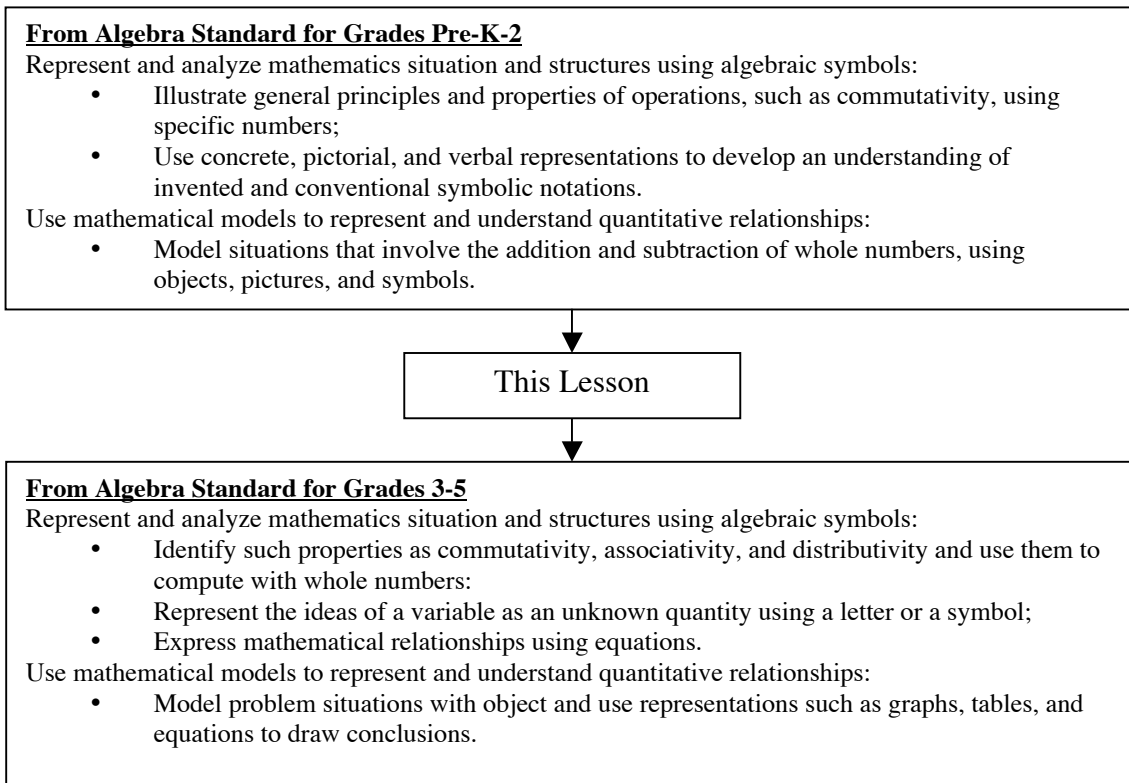 From Algebra Standard for Grades Pre-K-2
Represent and analyze mathematics situation and structures using algebraic symbols:
• Illustrate general principles and properties of operations, such as commutativity, using
specific numbers;
• Use concrete, pictorial, and verbal representations to develop an understanding of
invented and conventional symbolic notations.
Use mathematical models to represent and understand quantitative relationships:
• Model situations that involve the addition and subtraction of whole numbers, using
objects, pictures, and symbols.
This Lesson
From Algebra Standard for Grades 3-5
Represent and analyze mathematics situation and structures using algebraic symbols:
• Identify such properties as commutativity, associativity, and distributivity and use them to
compute with whole numbers:
• Represent the ideas of a variable as an unknown quantity using a letter or a symbol;
• Express mathematical relationships using equations.
Use mathematical models to represent and understand quantitative relationships:
• Model problem situations with object and use representations such as graphs, tables, and
equations to draw conclusions.